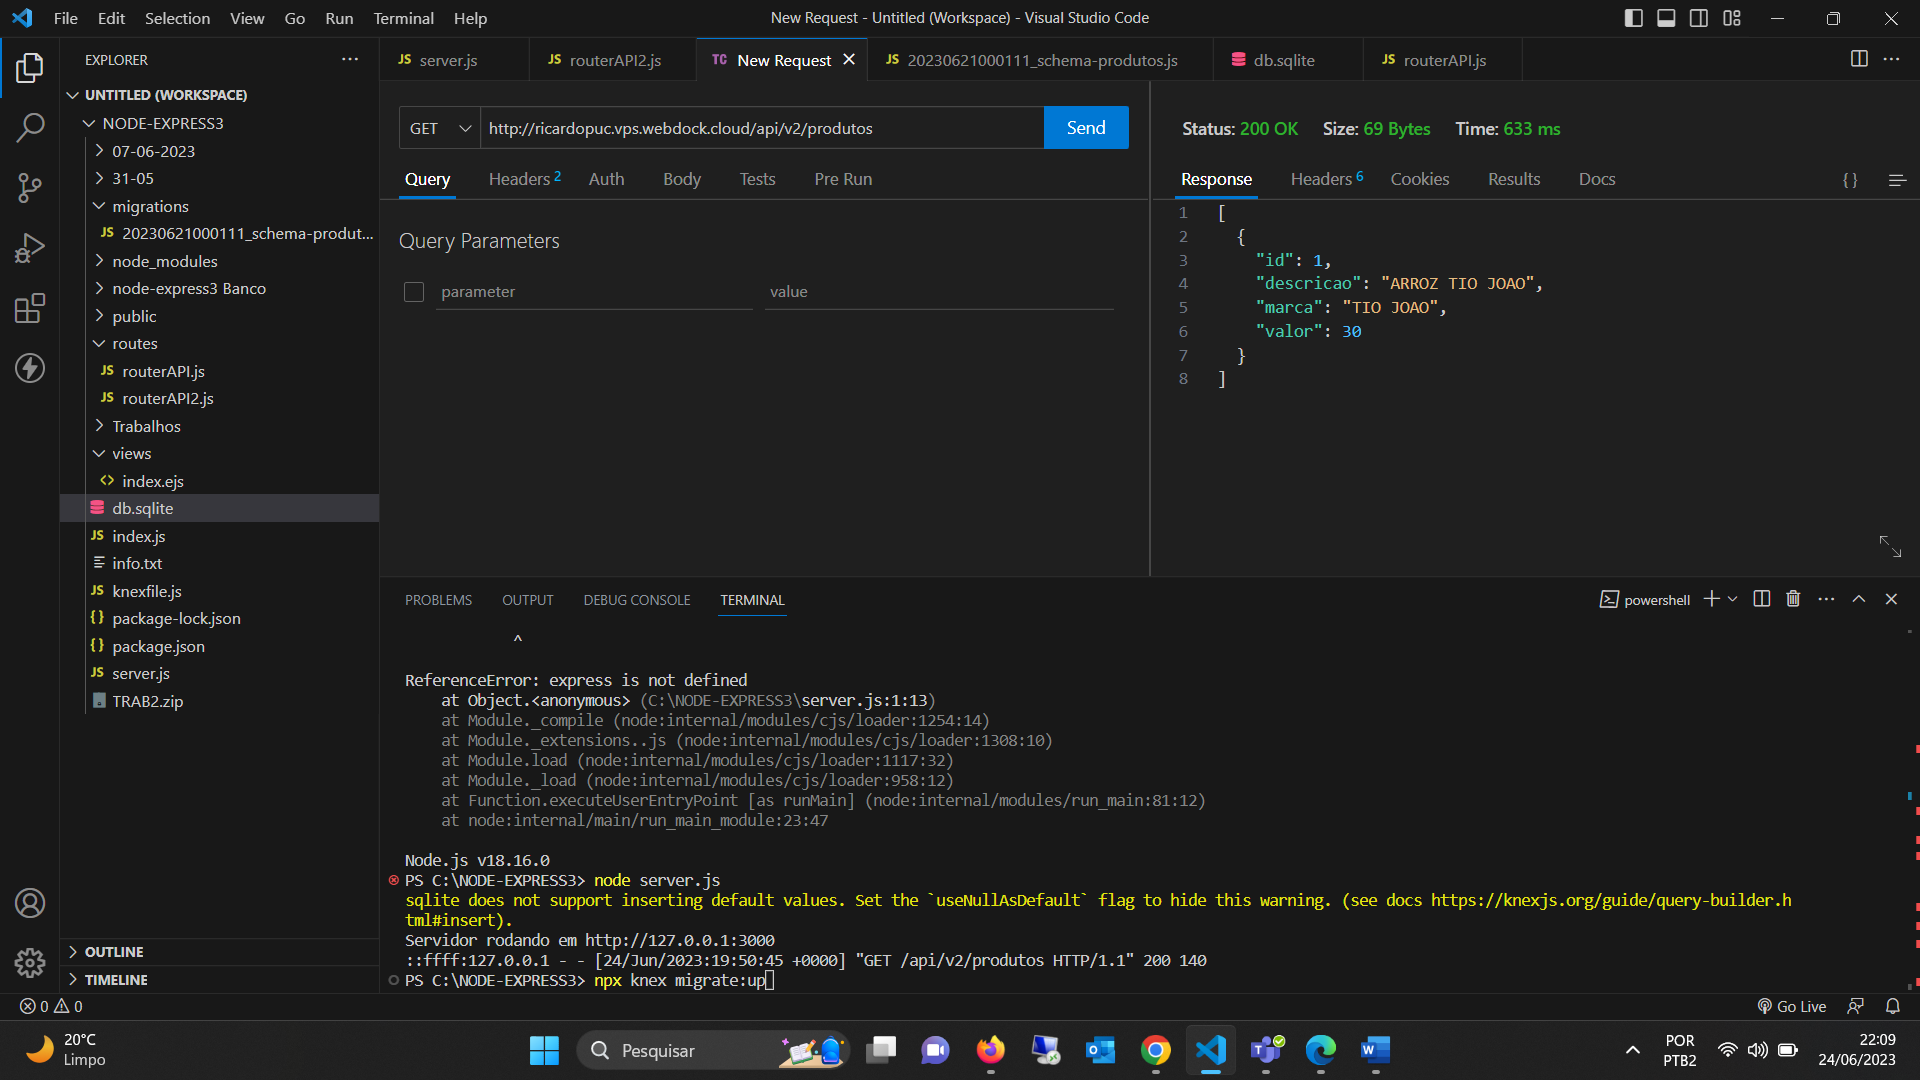 File Edit Selection View Go Run Terminal Help
New Request - Untitled (Workspace) - Visual Studio Code
EXPLORER
UNTITLED (WORKSPACE)
NODE-EXPRESS3
07-06-2023
31-05
migrations
JS 20230621000111_schema-produt...
node_modules
node-express3 Banco
public
routes
JS routerAPI.js
JS routerAPI2.js
Trabalhos
views
index.ejs
db.sqlite
JS index.js
info.txt
JS knexfile.js
{} package-lock.json
{} package.json
JS server.js
TRAB2.zip
OUTLINE
TIMELINE
JS server.js
JS routerAPI2.js
TC New Request
JS 20230621000111_schema-produtos.js
db.sqlite
JS routerAPI.js
GET http://ricardopuc.vps.webdock.cloud/api/v2/produtos Send
Query Headers 2 Auth Body Tests Pre Run
Query Parameters
parameter value
Status: 200 OK Size: 69 Bytes Time: 633 ms
Response Headers 6 Cookies Results Docs {}
1 [
2 {
3 "id": 1,
4 "descricao": "ARROZ TIO JOAO",
5 "marca": "TIO JOAO",
6 "valor": 30
7 }
8 ]
PROBLEMS OUTPUT DEBUG CONSOLE TERMINAL
powershell
^
ReferenceError: express is not defined
at Object.<anonymous> (C:\NODE-EXPRESS3\server.js:1:13)
at Module._compile (node:internal/modules/cjs/loader:1254:14)
at Module._extensions..js (node:internal/modules/cjs/loader:1308:10)
at Module.load (node:internal/modules/cjs/loader:1117:32)
at Module._load (node:internal/modules/cjs/loader:958:12)
at Function.executeUserEntryPoint [as runMain] (node:internal/modules/run_main:81:12)
at node:internal/main/run_main_module:23:47
Node.js v18.16.0
PS C:\NODE-EXPRESS3> node server.js
sqlite does not support inserting default values. Set the `useNullAsDefault` flag to hide this warning. (see docs https://knexjs.org/guide/query-builder.h
tml#insert).
Servidor rodando em http://127.0.0.1:3000
::ffff:127.0.0.1 - - [24/Jun/2023:19:50:45 +0000] "GET /api/v2/produtos HTTP/1.1" 200 140
PS C:\NODE-EXPRESS3> npx knex migrate:up
0 0
Go Live
20°C
Limpo
Pesquisar
POR
PTB2
22:09
24/06/2023